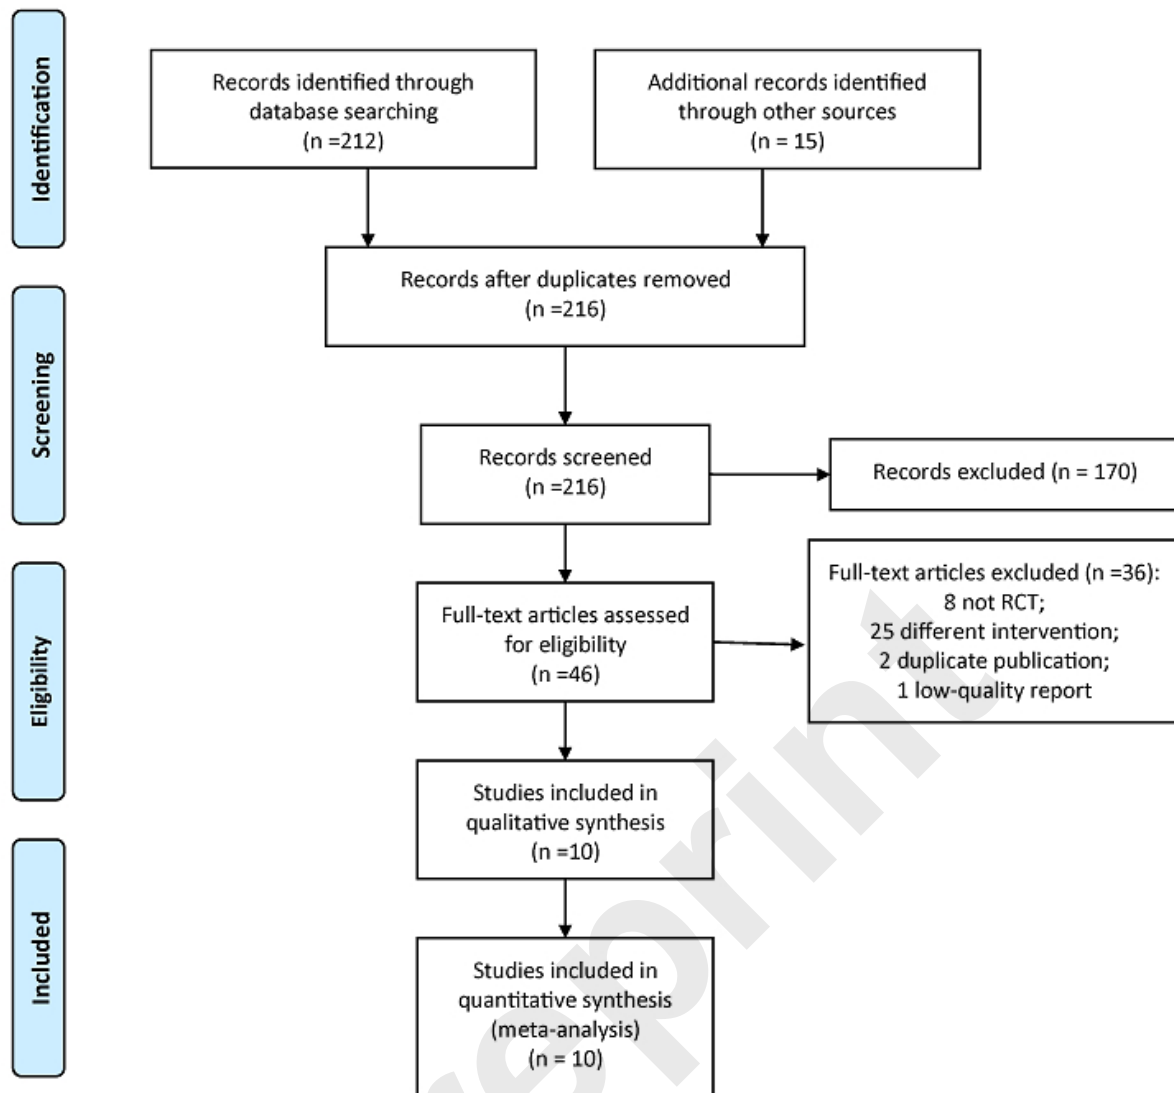 Identification
Records identified through
database searching
(n =212)
Additional records identified
through other sources
(n = 15)
Records after duplicates removed
(n =216)
Screening
Records screened
(n =216)
Records excluded (n = 170)
Eligibility
Full-text articles assessed
for eligibility
(n =46)
Full-text articles excluded (n =36):
8 not RCT;
25 different intervention;
2 duplicate publication;
1 low-quality report
Studies included in
qualitative synthesis
(n =10)
Included
Studies included in
quantitative synthesis
(meta-analysis)
(n = 10)
reprint